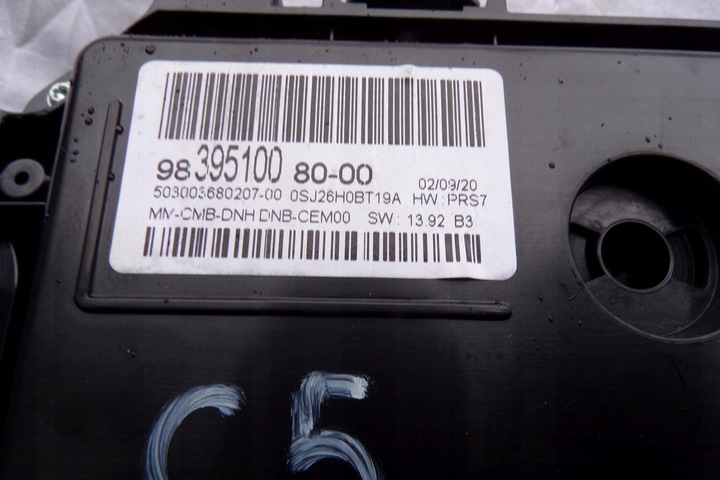 98 395100 80-00
02/09/20
503003680207-00 0SJ26H0BT19A HW: PRS7
MM-CMB-DNH DNB-CEM00 SW: 13.92 B3
C5